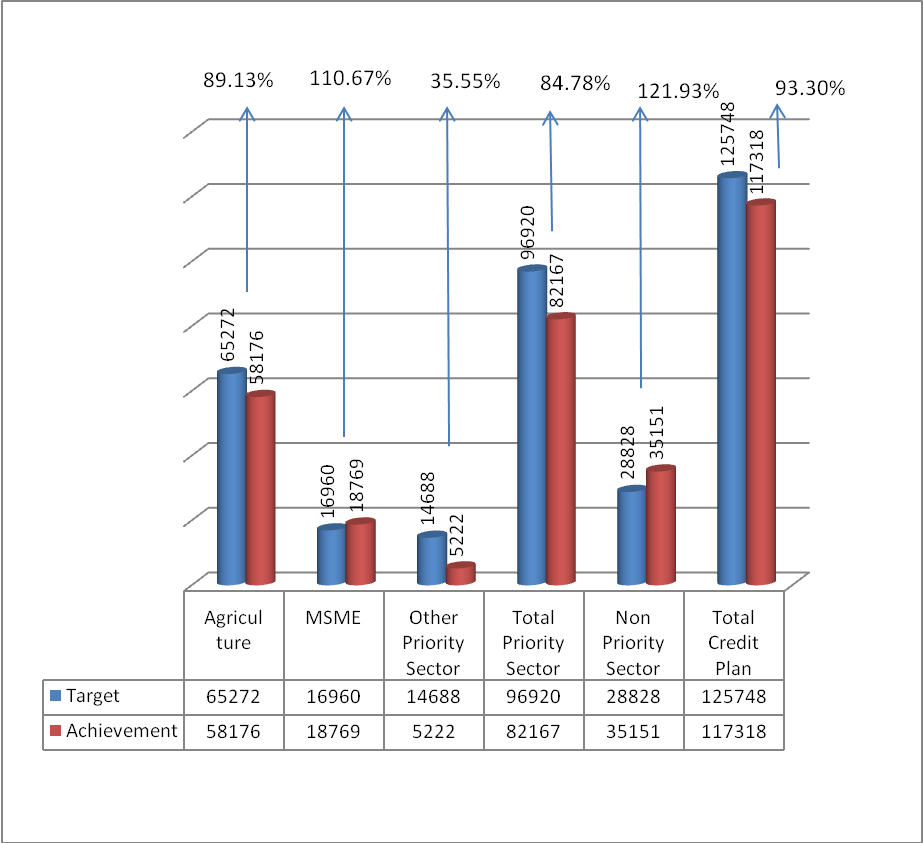 89.13% 110.67% 35.55% 84.78% 121.93% 93.30%
65272 58176 16960 18769 14688 5222 96920 82167 28828 35151 125748 117318
Agricul MSME Other Total Non Total
ture Priority Priority Priority Credit
Sector Sector Sector Plan
Target 65272 16960 14688 96920 28828 125748
Achievement 58176 18769 5222 82167 35151 117318